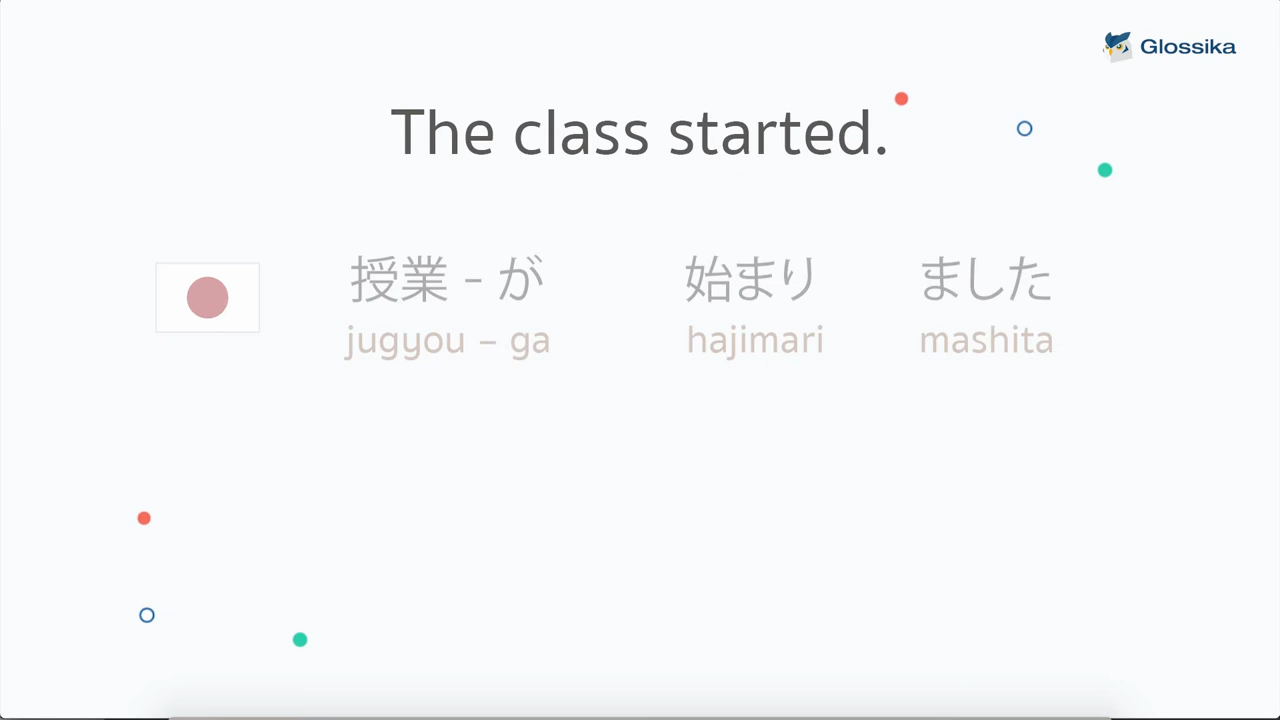 Glossika
The class started.
授業 - が 始まり ました
jugyou – ga hajimari mashita